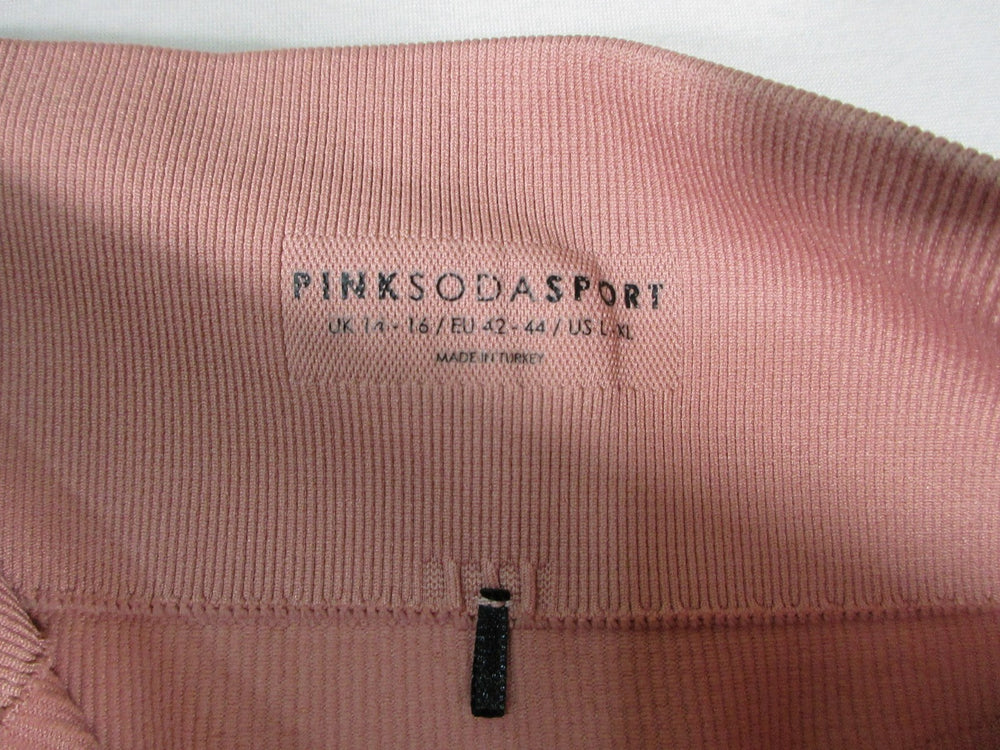 PINKSODASPORT
UK 14 - 16 / EU 42 - 44 / US L-XL
MADE IN TURKEY